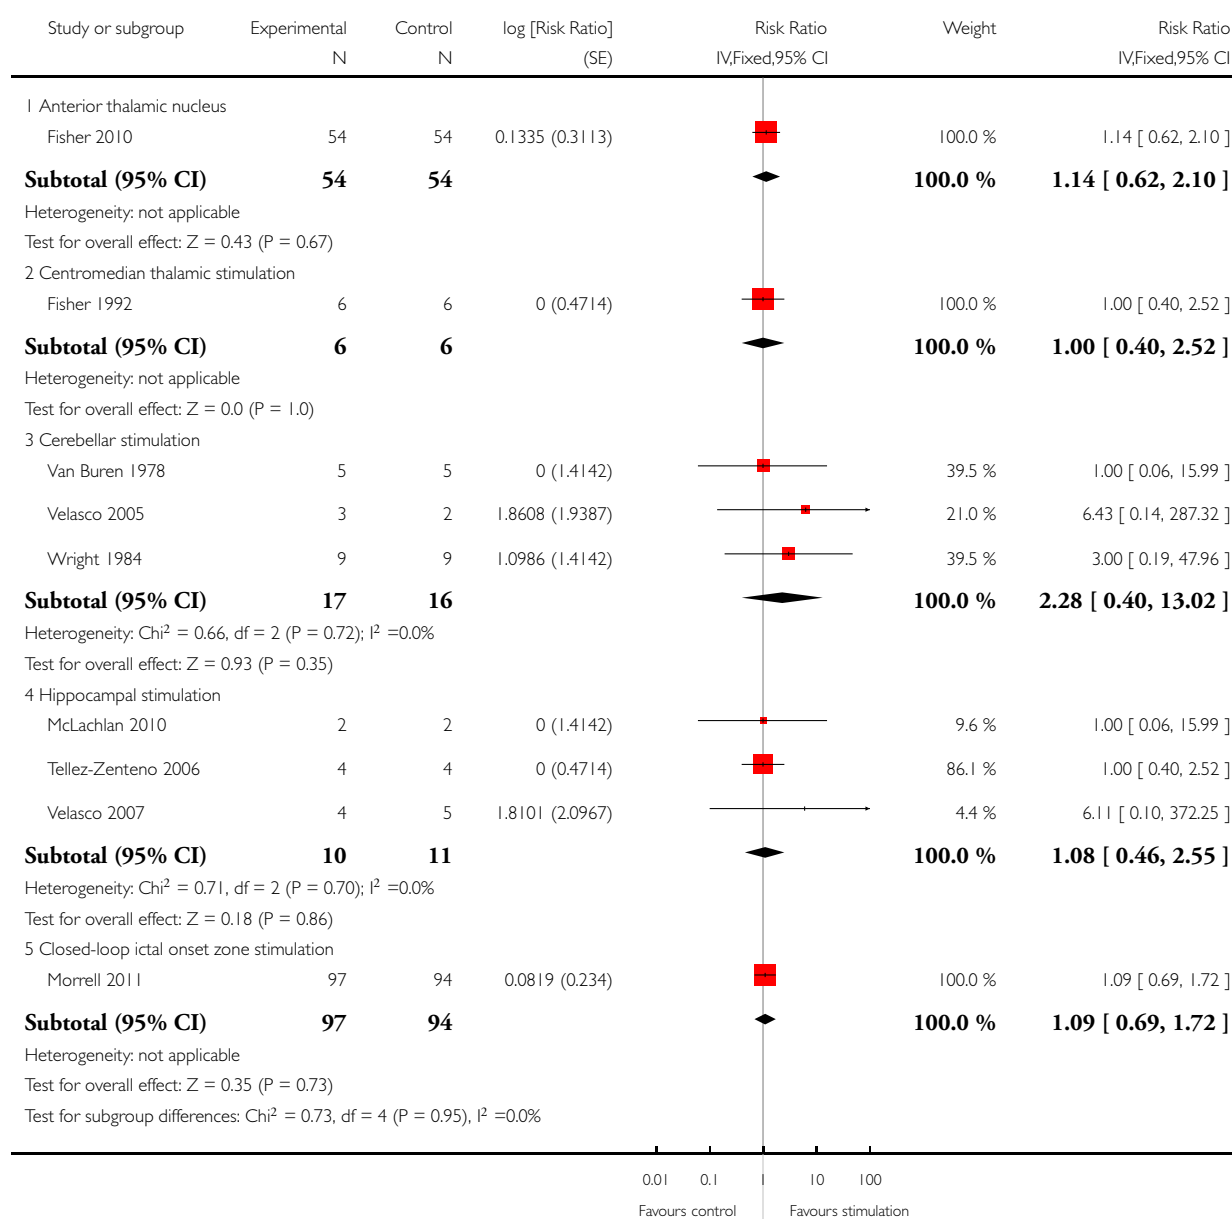 Study or subgroup Experimental Control log [Risk Ratio] Risk Ratio Weight Risk Ratio
N N (SE) IV,Fixed,95% CI IV,Fixed,95% CI
1 Anterior thalamic nucleus
Fisher 2010 54 54 0.1335 (0.3113) 100.0 % 1.14 [ 0.62, 2.10 ]
Subtotal (95% CI) 54 54 100.0 % 1.14 [ 0.62, 2.10 ]
Heterogeneity: not applicable
Test for overall effect: Z = 0.43 (P = 0.67)
2 Centromedian thalamic stimulation
Fisher 1992 6 6 0 (0.4714) 100.0 % 1.00 [ 0.40, 2.52 ]
Subtotal (95% CI) 6 6 100.0 % 1.00 [ 0.40, 2.52 ]
Heterogeneity: not applicable
Test for overall effect: Z = 0.0 (P = 1.0)
3 Cerebellar stimulation
Van Buren 1978 5 5 0 (1.4142) 39.5 % 1.00 [ 0.06, 15.99 ]
Velasco 2005 3 2 1.8608 (1.9387) 21.0 % 6.43 [ 0.14, 287.32 ]
Wright 1984 9 9 1.0986 (1.4142) 39.5 % 3.00 [ 0.19, 47.96 ]
Subtotal (95% CI) 17 16 100.0 % 2.28 [ 0.40, 13.02 ]
Heterogeneity: Chi² = 0.66, df = 2 (P = 0.72); I² =0.0%
Test for overall effect: Z = 0.93 (P = 0.35)
4 Hippocampal stimulation
McLachlan 2010 2 2 0 (1.4142) 9.6 % 1.00 [ 0.06, 15.99 ]
Tellez-Zenteno 2006 4 4 0 (0.4714) 86.1 % 1.00 [ 0.40, 2.52 ]
Velasco 2007 4 5 1.8101 (2.0967) 4.4 % 6.11 [ 0.10, 372.25 ]
Subtotal (95% CI) 10 11 100.0 % 1.08 [ 0.46, 2.55 ]
Heterogeneity: Chi² = 0.71, df = 2 (P = 0.70); I² =0.0%
Test for overall effect: Z = 0.18 (P = 0.86)
5 Closed-loop ictal onset zone stimulation
Morrell 2011 97 94 0.0819 (0.234) 100.0 % 1.09 [ 0.69, 1.72 ]
Subtotal (95% CI) 97 94 100.0 % 1.09 [ 0.69, 1.72 ]
Heterogeneity: not applicable
Test for overall effect: Z = 0.35 (P = 0.73)
Test for subgroup differences: Chi² = 0.73, df = 4 (P = 0.95), I² =0.0%
0.01 0.1 1 10 100
Favours control Favours stimulation